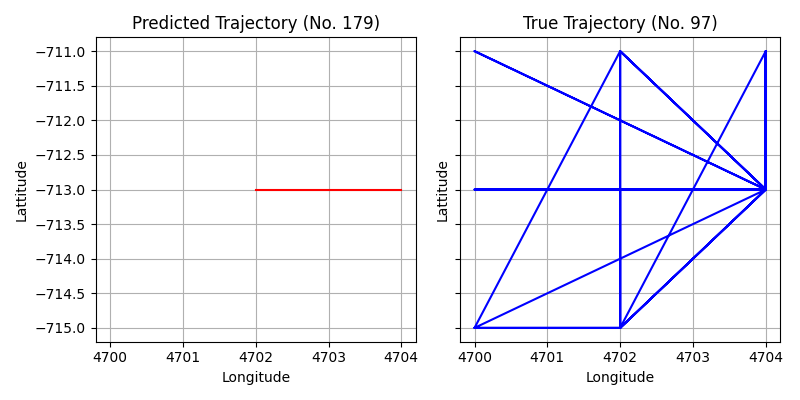 Predicted Trajectory (No. 179)
True Trajectory (No. 97)
Lattitude
−711.0
−711.5
−712.0
−712.5
−713.0
−713.5
−714.0
−714.5
−715.0
4700 4701 4702 4703 4704
Longitude
Lattitude
4700 4701 4702 4703 4704
Longitude